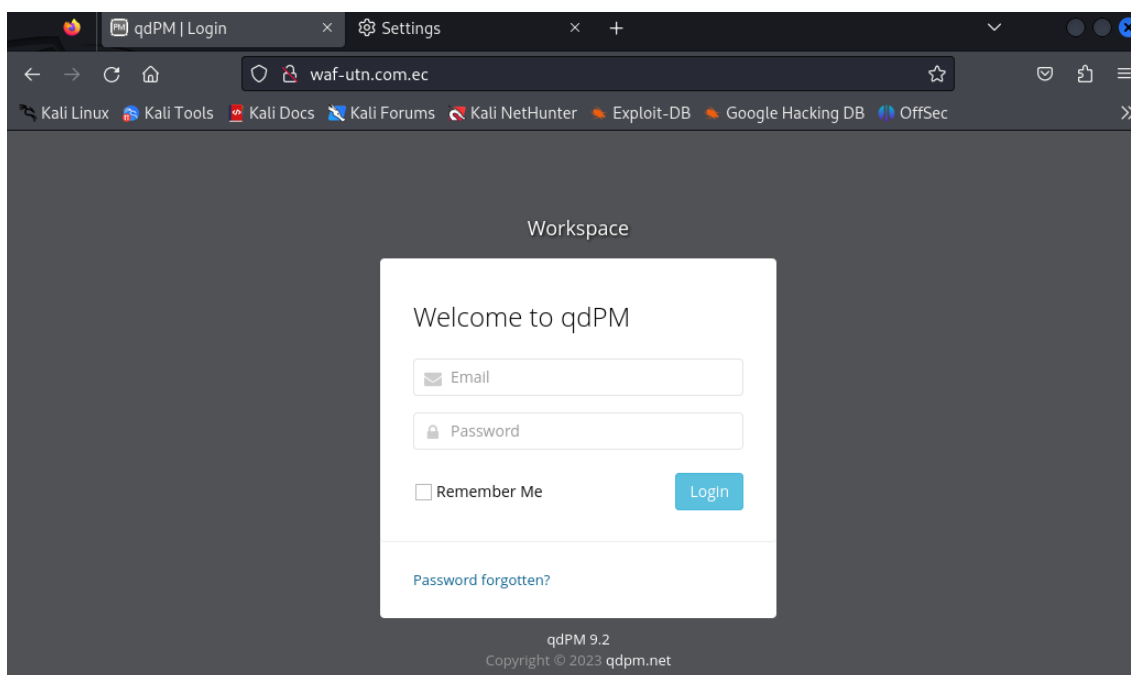 qdPM | Login
Settings
waf-utn.com.ec
Kali Linux Kali Tools Kali Docs Kali Forums Kali NetHunter Exploit-DB Google Hacking DB OffSec
Workspace
Welcome to qdPM
Email
Password
Remember Me Login
Password forgotten?
qdPM 9.2
Copyright © 2023 qdpm.net